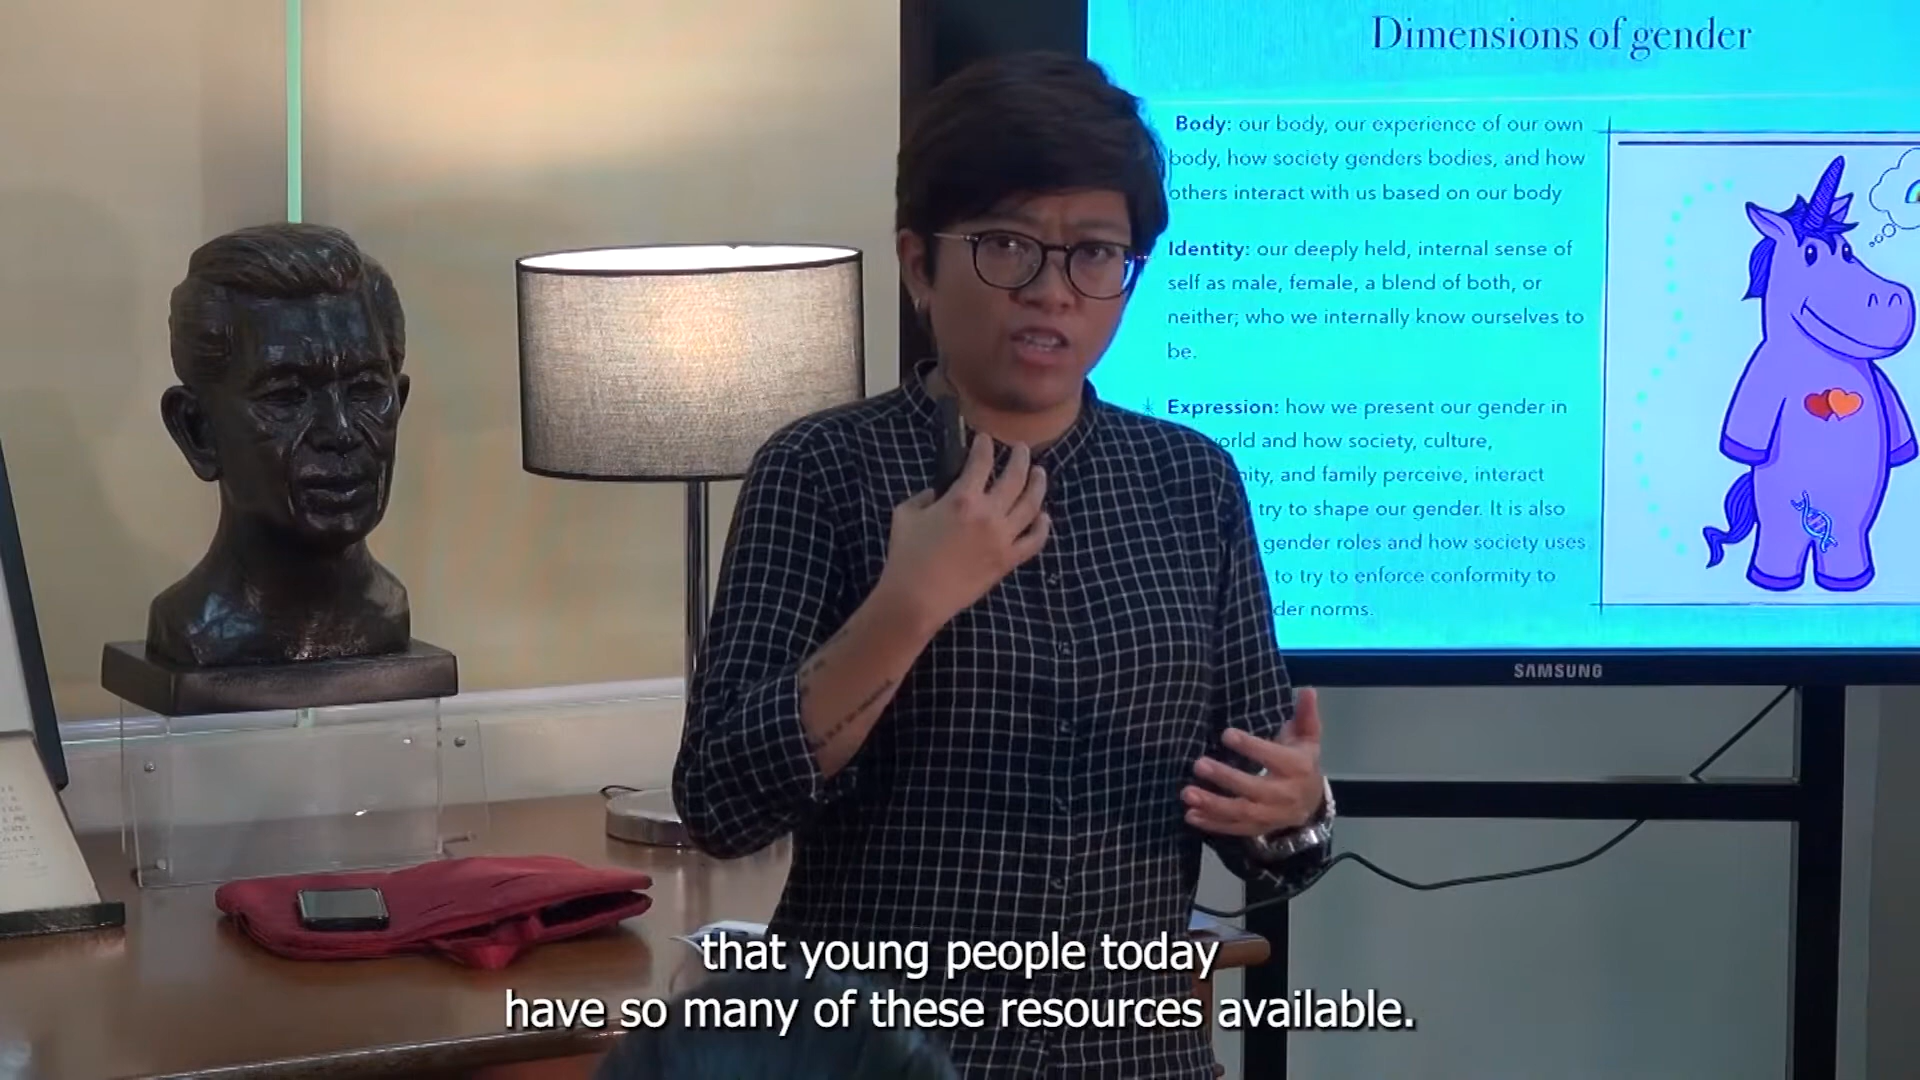 Dimensions of gender
Body: our body, our experience of our own
body, how society genders bodies, and how
others interact with us based on our body
Identity: our deeply held, internal sense of
self as male, female, a blend of both, or
neither; who we internally know ourselves to
be.
Expression: how we present our gender in
and how society, culture,
and family perceive, interact
try to shape our gender. It is also
gender roles and how society uses
to try to enforce conformity to
norms.
SAMSUNG
that young people today
have so many of these resources available.